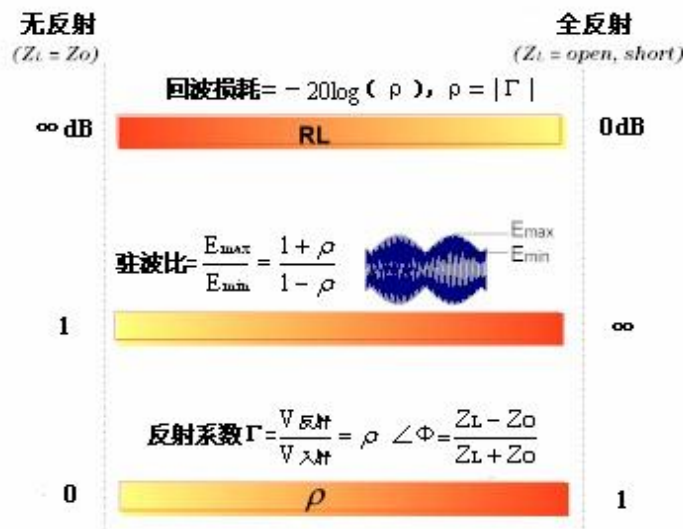 无反射 全反射
(ZL = Zo) (ZL = open, short)
回波损耗= -20log( ρ ), ρ = |Γ|
∞ dB RL 0dB
Emax
Emin
驻波比= Emax/Emin = 1 + ρ / 1 - ρ
1 ∞
反射系数Γ= V反射/V入射 = ρ ∠Φ= ZL - ZO / ZL + ZO
0 ρ 1